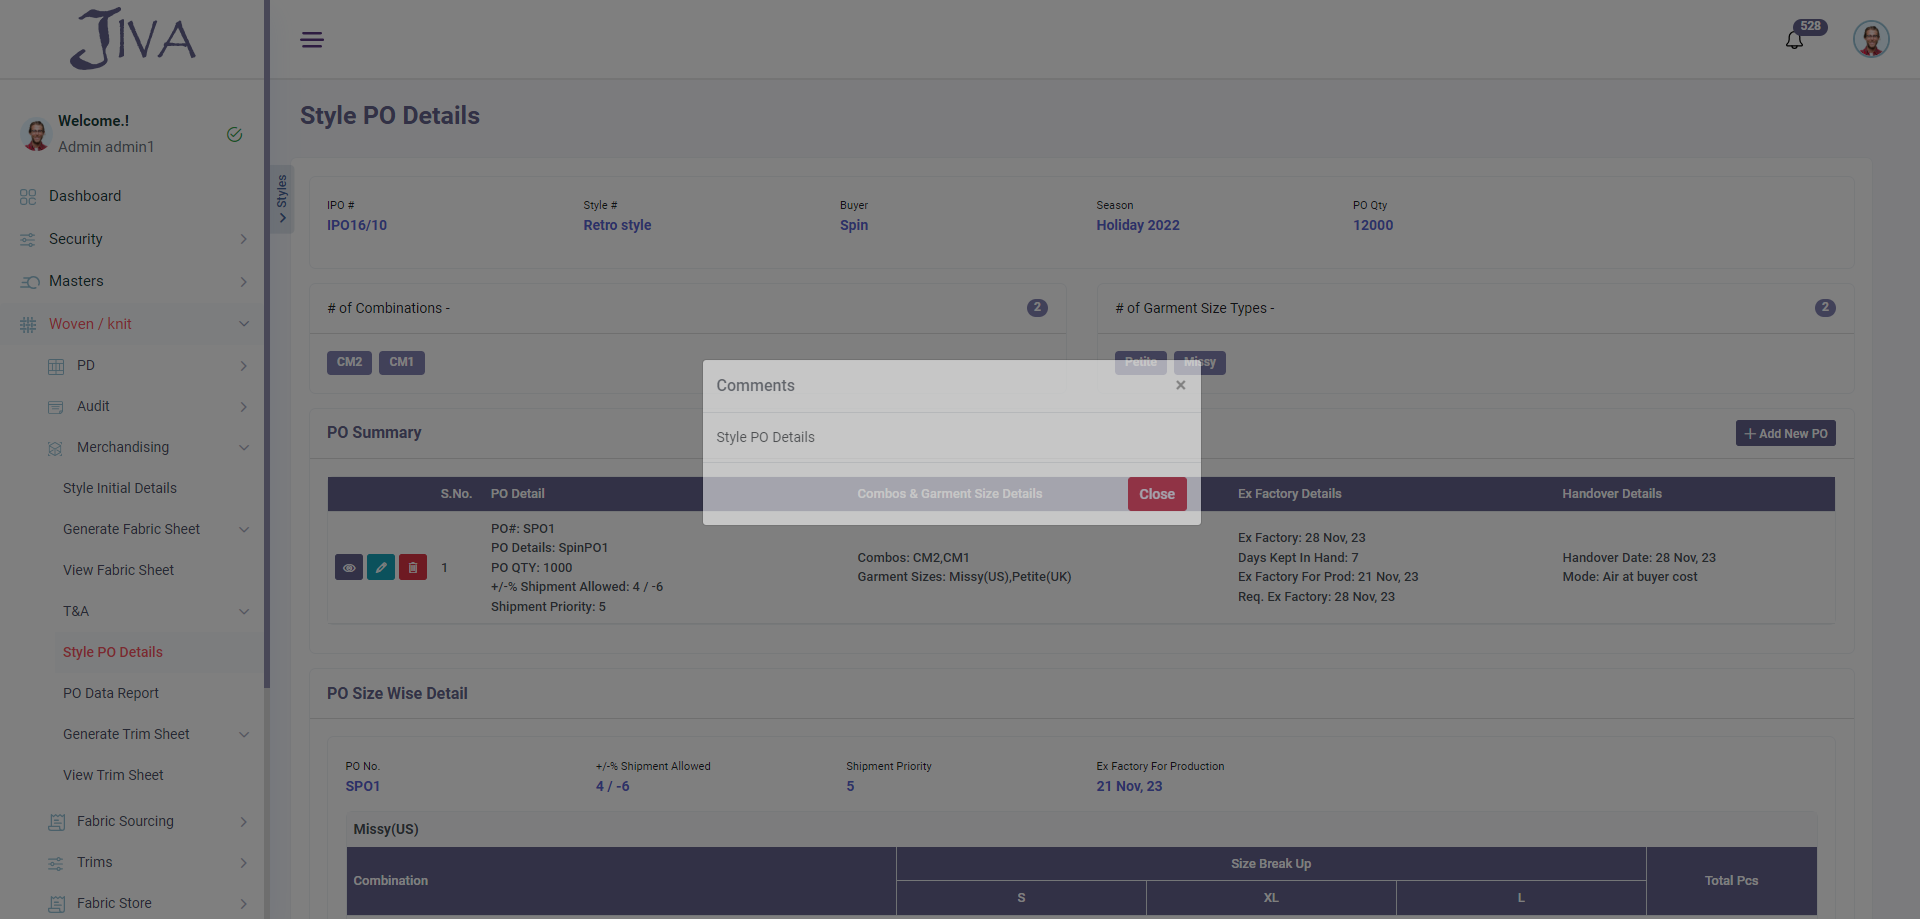 JIVA
528
Welcome.!
Admin admin1
Dashboard
Security
Masters
Woven / knit
PD
Audit
Merchandising
Style Initial Details
Generate Fabric Sheet
View Fabric Sheet
T&A
Style PO Details
PO Data Report
Generate Trim Sheet
View Trim Sheet
Fabric Sourcing
Trims
Fabric Store
Styles
Style PO Details
IPO # Style # Buyer Season PO Qty
IPO16/10 Retro style Spin Holiday 2022 12000
# of Combinations - 2
CM2 CM1
# of Garment Size Types - 2
Petite Missy
Comments ×
Style PO Details
Close
PO Summary
+ Add New PO
S.No. PO Detail Combos & Garment Size Details Ex Factory Details Handover Details
1
PO#: SPO1
PO Details: SpinPO1
PO QTY: 1000
+/-% Shipment Allowed: 4 / -6
Shipment Priority: 5
Combos: CM2,CM1
Garment Sizes: Missy(US),Petite(UK)
Ex Factory: 28 Nov, 23
Days Kept In Hand: 7
Ex Factory For Prod: 21 Nov, 23
Req. Ex Factory: 28 Nov, 23
Handover Date: 28 Nov, 23
Mode: Air at buyer cost
PO Size Wise Detail
PO No. +/-% Shipment Allowed Shipment Priority Ex Factory For Production
SPO1 4 / -6 5 21 Nov, 23
Missy(US)
Combination Size Break Up Total Pcs
S XL L